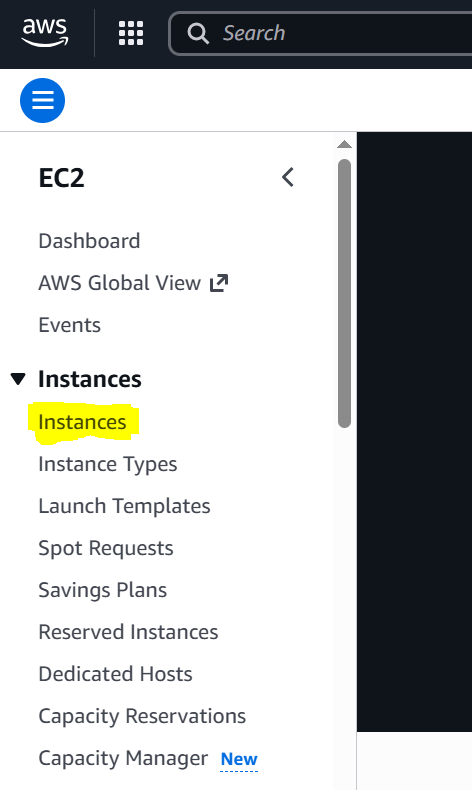 aws
Search
EC2
Dashboard
AWS Global View
Events
Instances
Instances
Instance Types
Launch Templates
Spot Requests
Savings Plans
Reserved Instances
Dedicated Hosts
Capacity Reservations
Capacity Manager New